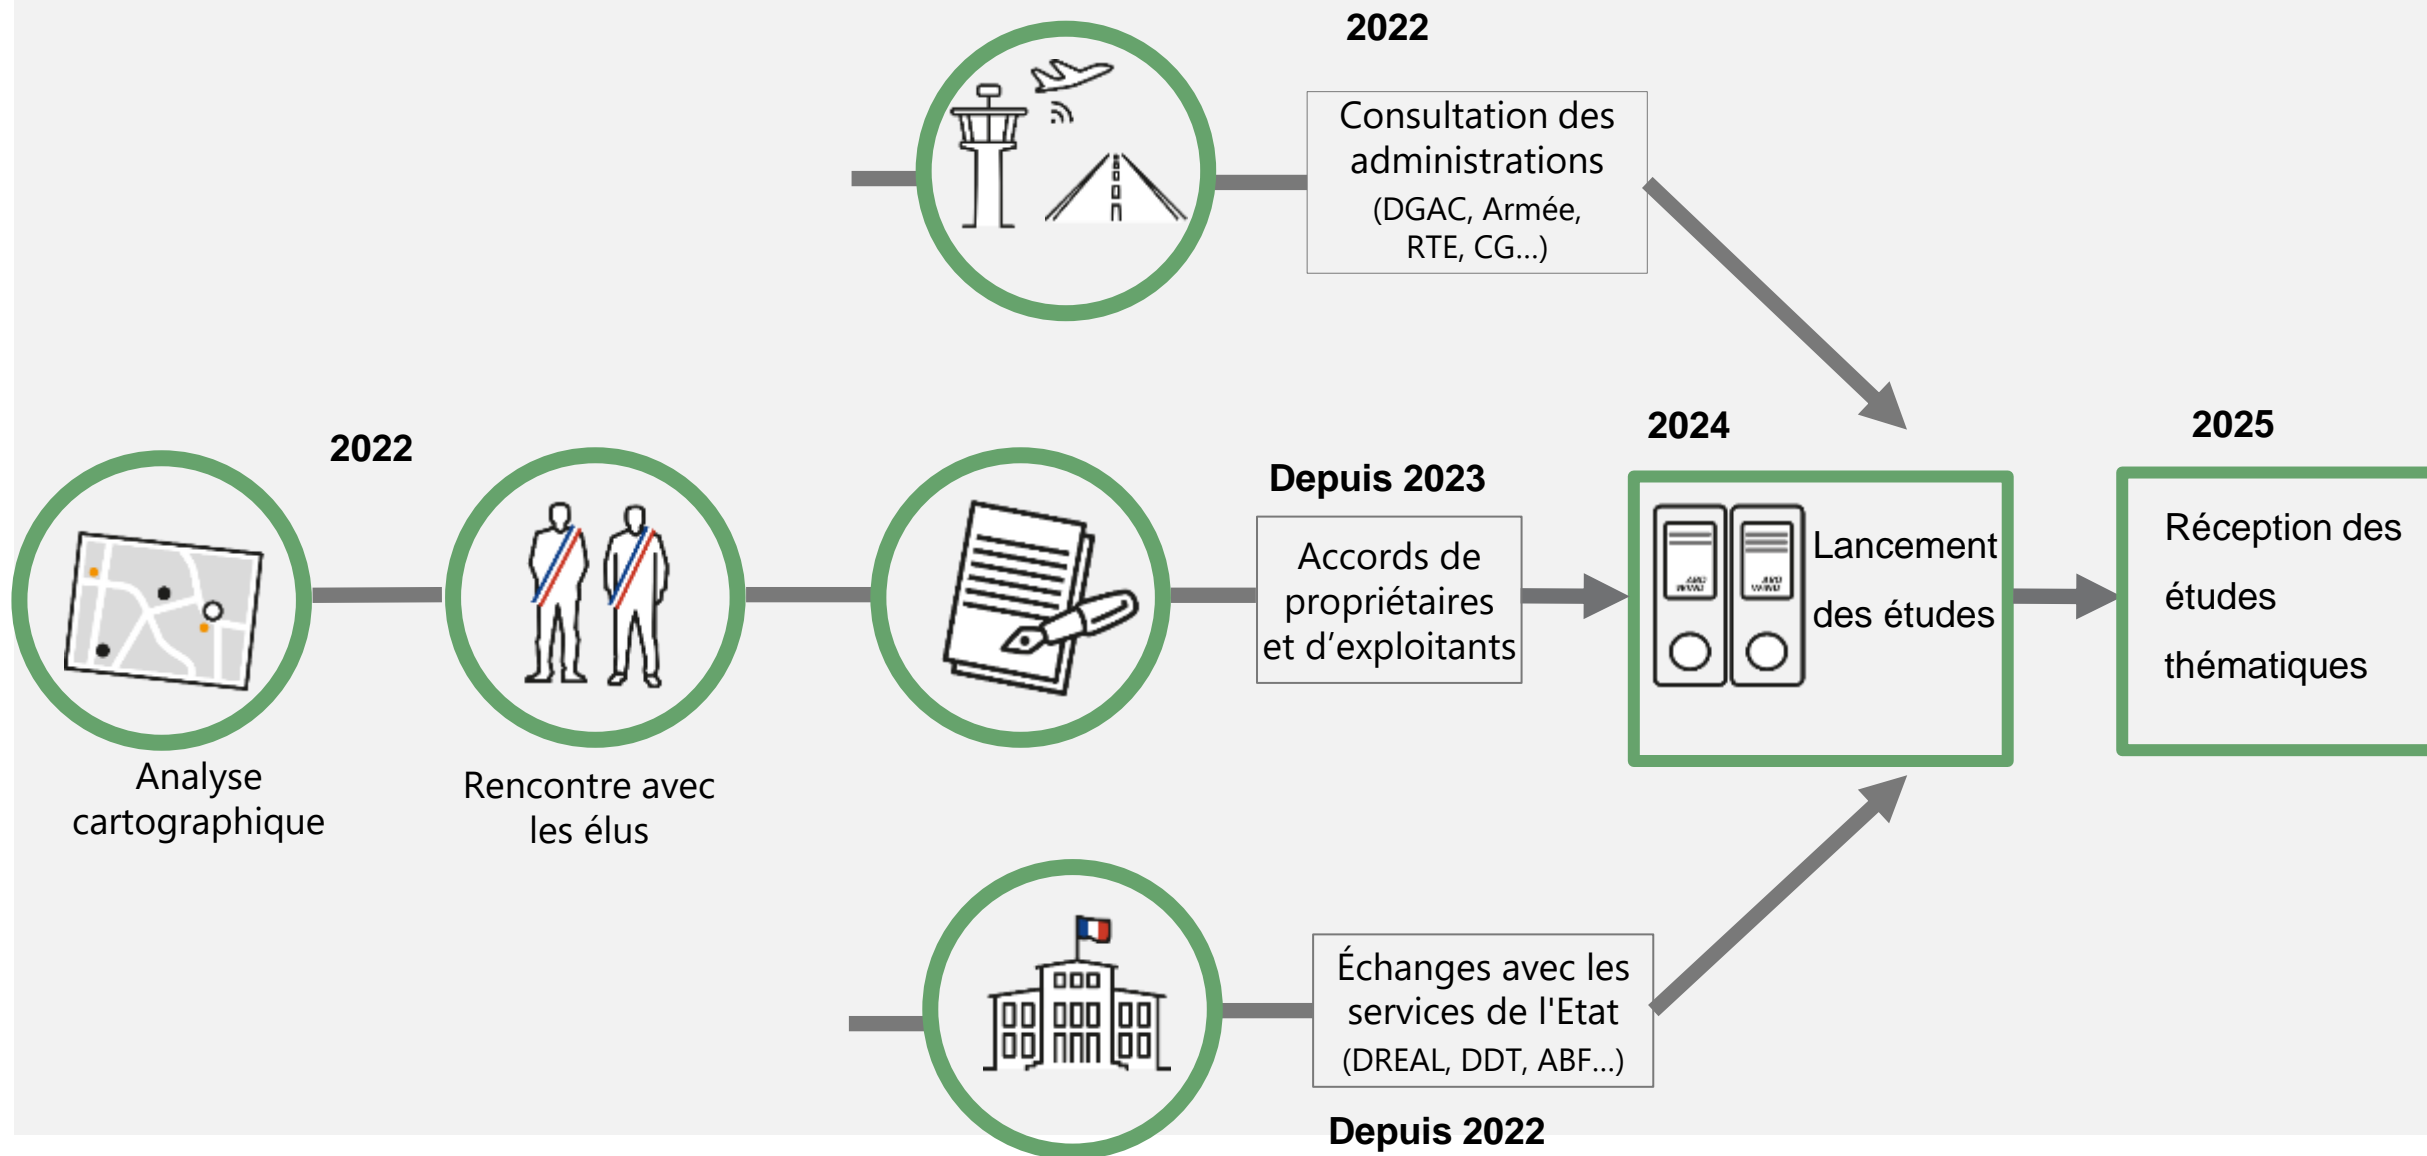 2022
Consultation des
administrations
(DGAC, Armée,
RTE, CG...)
2022
Analyse
cartographique
Rencontre avec
les élus
Depuis 2023
Accords de
propriétaires
et d’exploitants
2024
Lancement
des études
2025
Réception des
études
thématiques
Échanges avec les
services de l'Etat
(DREAL, DDT, ABF...)
Depuis 2022